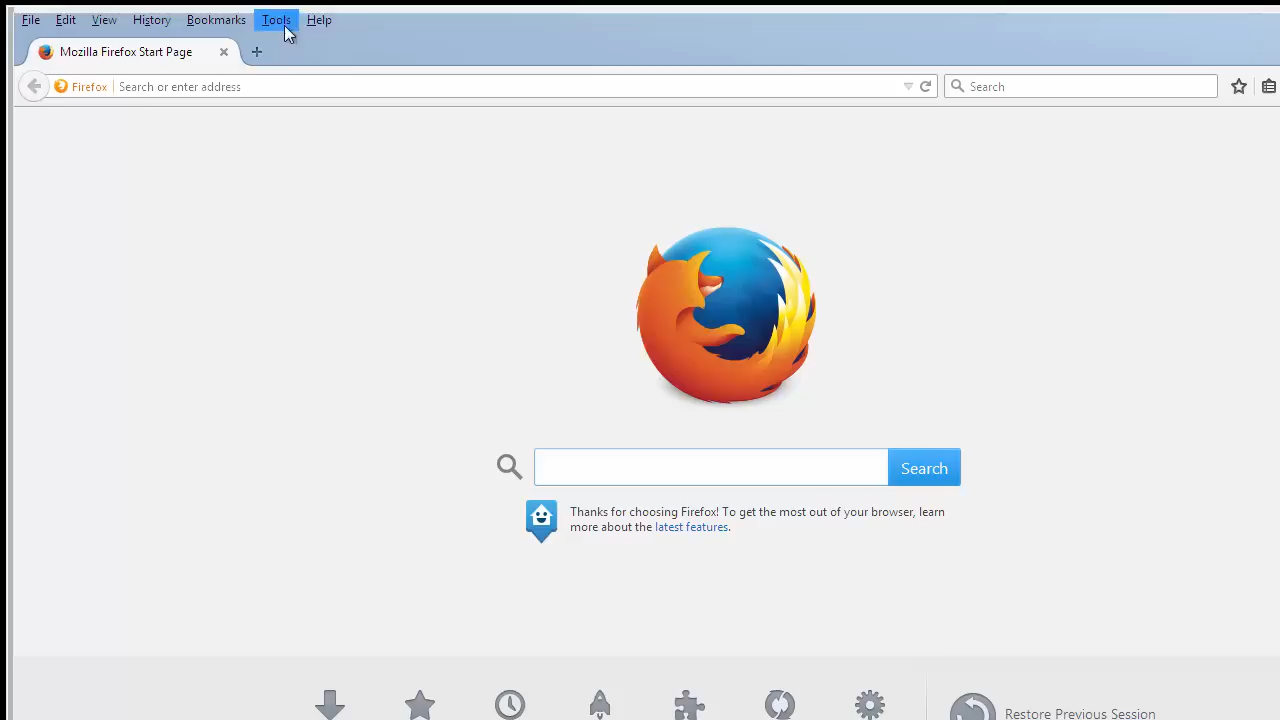 File Edit View History Bookmarks Tools Help
Mozilla Firefox Start Page
Firefox Search or enter address Search
Search
Thanks for choosing Firefox! To get the most out of your browser, learn
more about the latest features.
Restore Previous Session